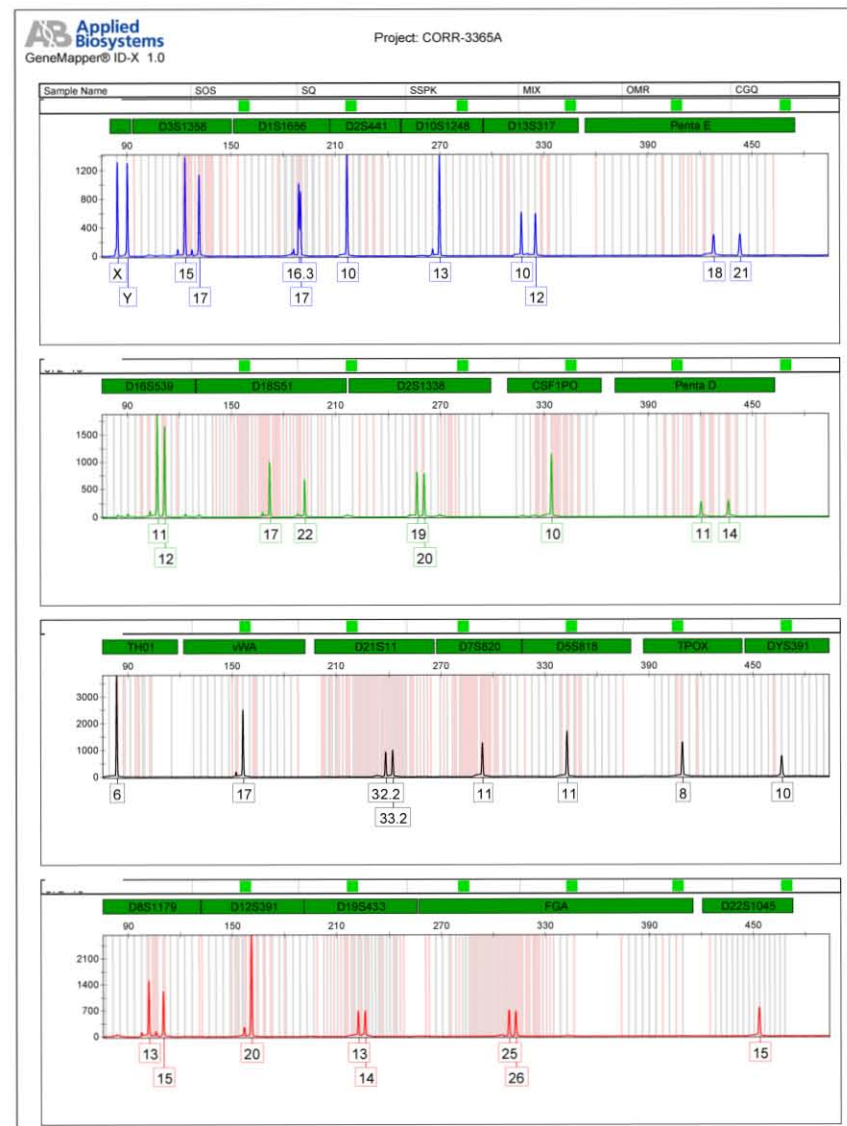 AB Applied
Biosystems
GeneMapper® ID-X 1.0
Project: CORR-3365A
Sample Name SOS SQ SSPK MIX OMR CGQ
D3S1358 D1S1656 D2S441 D10S1248 D13S317 Penta E
90 150 210 270 330 390 450
1200
800
400
0
X 15 16.3 10 13 10 18 21
Y 17 17 12
D16S539 D18S51 D2S1338 CSF1PO Penta D
90 150 210 270 330 390 450
1500
1000
500
0
11 17 22 19 10 11 14
12 20
TH01 vWA D21S11 D7S820 D5S818 TPOX DYS391
90 150 210 270 330 390 450
3000
2000
1000
0
6 17 32.2 11 11 8 10
33.2
D8S1179 D12S391 D19S433 FGA D22S1045
90 150 210 270 330 390 450
2100
1400
700
0
13 20 13 25 15
15 14 26